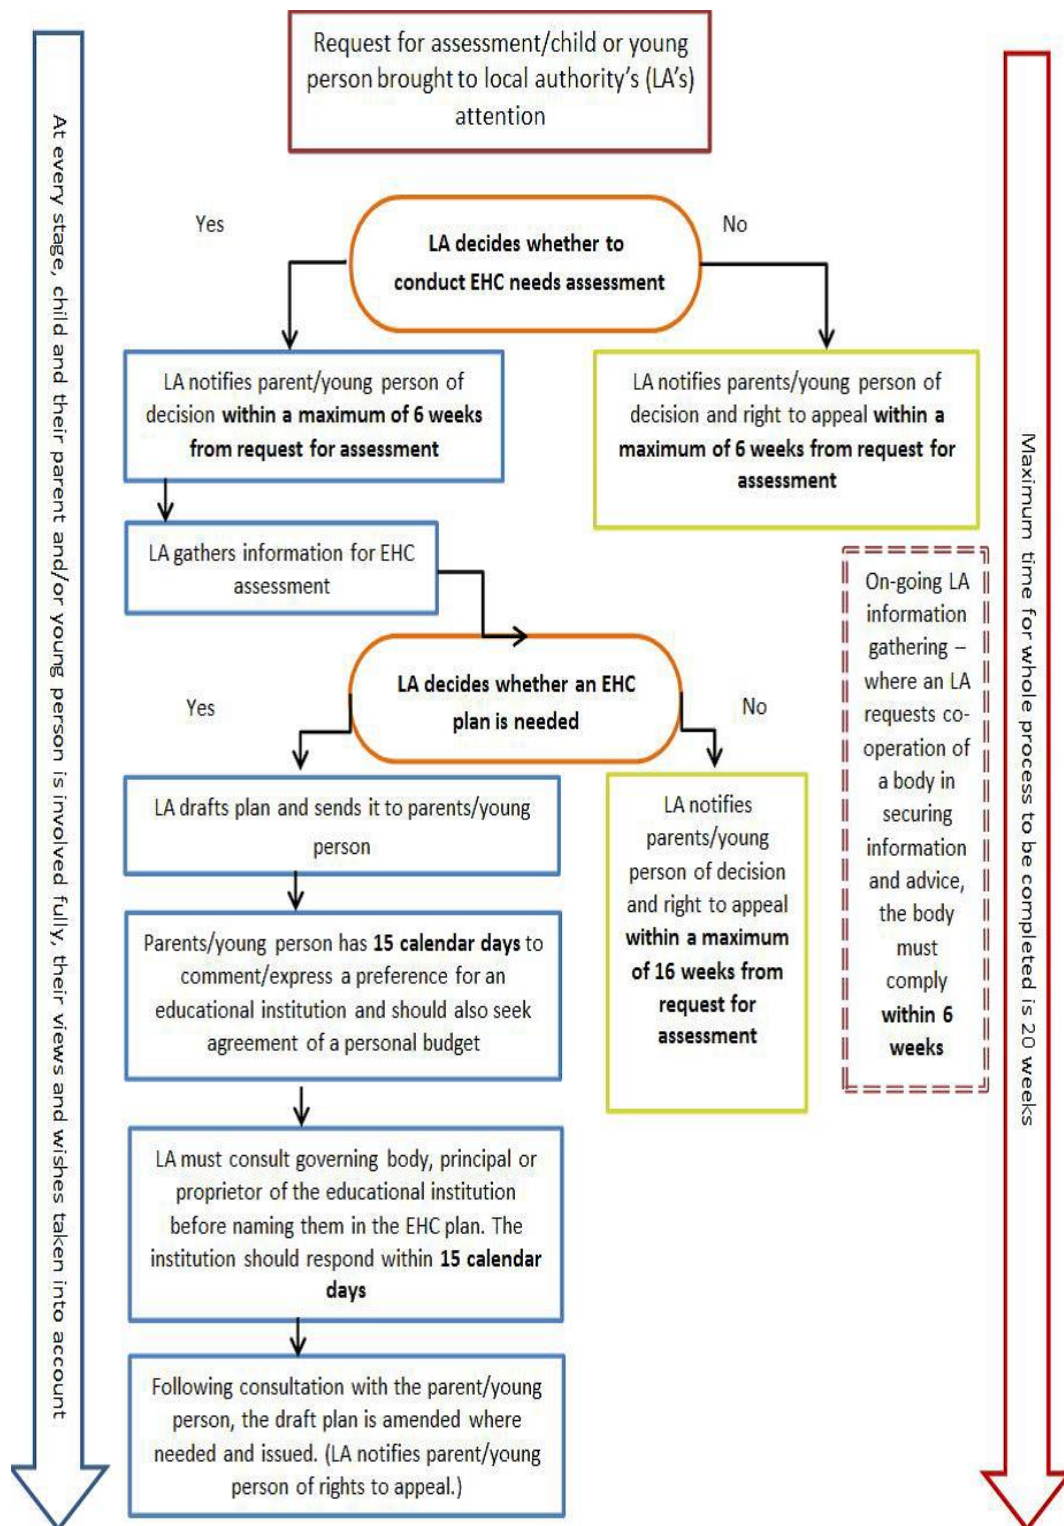 Request for assessment/child or young
person brought to local authority's (LA's)
attention
Yes
No
LA decides whether to
conduct EHC needs assessment
LA notifies parent/young person of
decision within a maximum of 6 weeks
from request for assessment
LA notifies parents/young person of
decision and right to appeal within a
maximum of 6 weeks from request for
assessment
LA gathers information for EHC
assessment
On-going LA
information
gathering –
where an LA
requests co-
operation of
a body in
securing
information
and advice,
the body
must
comply
within 6
weeks
LA decides whether an EHC
plan is needed
Yes
No
LA drafts plan and sends it to parents/young
person
LA notifies
parents/young
person of decision
and right to appeal
within a maximum
of 16 weeks from
request for
assessment
Parents/young person has 15 calendar days to
comment/express a preference for an
educational institution and should also seek
agreement of a personal budget
LA must consult governing body, principal or
proprietor of the educational institution
before naming them in the EHC plan. The
institution should respond within 15 calendar
days
Following consultation with the parent/young
person, the draft plan is amended where
needed and issued. (LA notifies parent/young
person of rights to appeal.)
At every stage, child and their parent and/or young person is involved fully, their views and wishes taken into account
Maximum time for whole process to be completed is 20 weeks